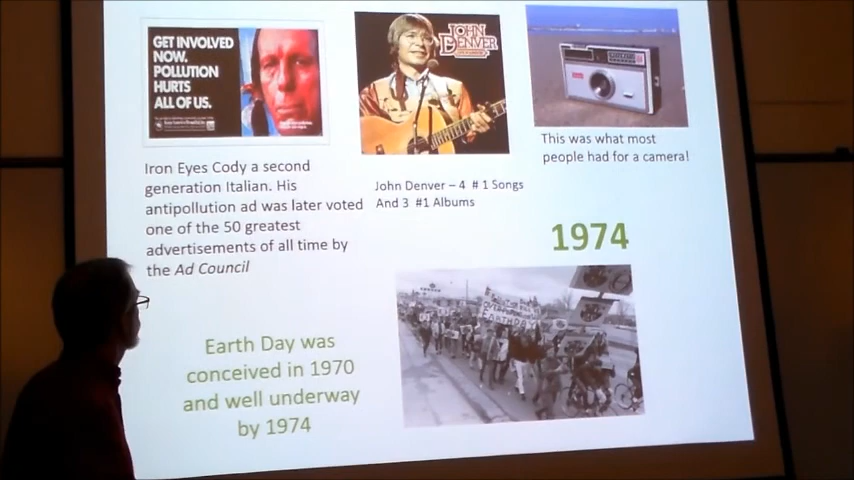 GET INVOLVED
NOW.
POLLUTION
HURTS
ALL OF US.
JOHN
DENVER
Iron Eyes Cody a second
generation Italian. His
antipollution ad was later voted
one of the 50 greatest
advertisements of all time by
the Ad Council
John Denver – 4 # 1 Songs
And 3 #1 Albums
This was what most
people had for a camera!
1974
EARTHDAY
Earth Day was
conceived in 1970
and well underway
by 1974